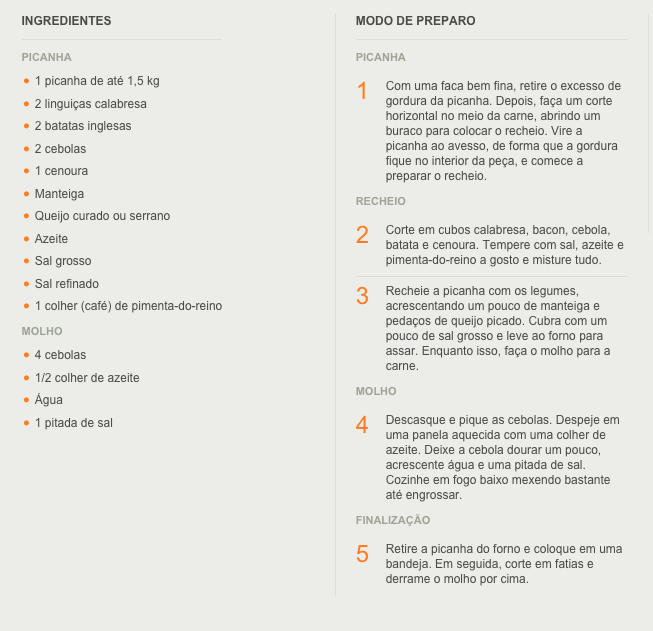 INGREDIENTES
PICANHA
• 1 picanha de até 1,5 kg
• 2 linguiças calabresa
• 2 batatas inglesas
• 2 cebolas
• 1 cenoura
• Manteiga
• Queijo curado ou serrano
• Azeite
• Sal grosso
• Sal refinado
• 1 colher (café) de pimenta-do-reino
MOLHO
• 4 cebolas
• 1/2 colher de azeite
• Água
• 1 pitada de sal
MODO DE PREPARO
PICANHA
1 Com uma faca bem fina, retire o excesso de
gordura da picanha. Depois, faça um corte
horizontal no meio da carne, abrindo um
buraco para colocar o recheio. Vire a
picanha ao avesso, de forma que a gordura
fique no interior da peça, e comece a
preparar o recheio.
RECHEIO
2 Corte em cubos calabresa, bacon, cebola,
batata e cenoura. Tempere com sal, azeite e
pimenta-do-reino a gosto e misture tudo.
3 Recheie a picanha com os legumes,
acrescentando um pouco de manteiga e
pedaços de queijo picado. Cubra com um
pouco de sal grosso e leve ao forno para
assar. Enquanto isso, faça o molho para a
carne.
MOLHO
4 Descasque e pique as cebolas. Despeje em
uma panela aquecida com uma colher de
azeite. Deixe a cebola dourar um pouco,
acrescente água e uma pitada de sal.
Cozinhe em fogo baixo mexendo bastante
até engrossar.
FINALIZAÇÃO
5 Retire a picanha do forno e coloque em uma
bandeja. Em seguida, corte em fatias e
derrame o molho por cima.